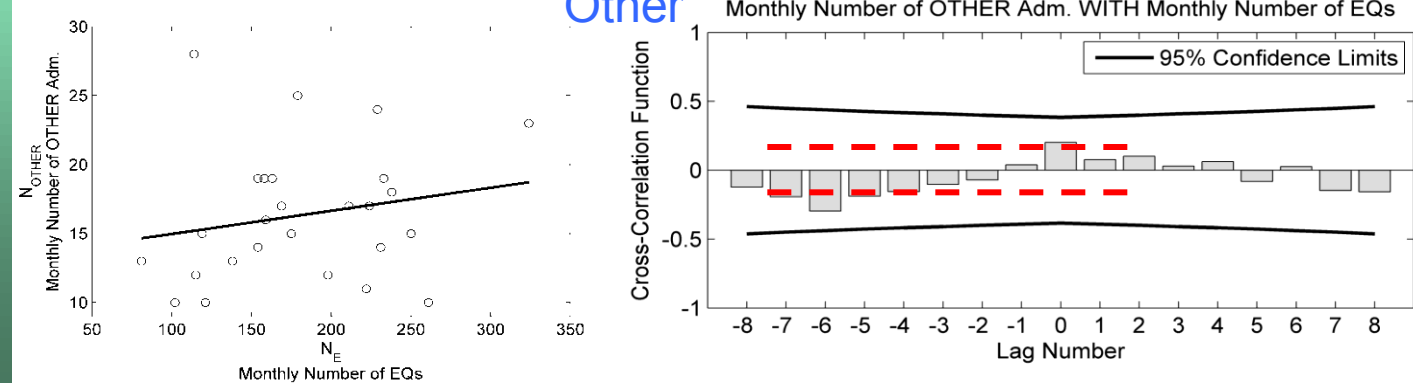 Other
30
25
20
15
10
N_OTHER
Monthly Number of OTHER Adm.
50 100 150 200 250 300 350
N_E
Monthly Number of EQs
Monthly Number of OTHER Adm. WITH Monthly Number of EQs
95% Confidence Limits
Cross-Correlation Function
1
0.5
0
-0.5
-1
-8 -7 -6 -5 -4 -3 -2 -1 0 1 2 3 4 5 6 7 8
Lag Number